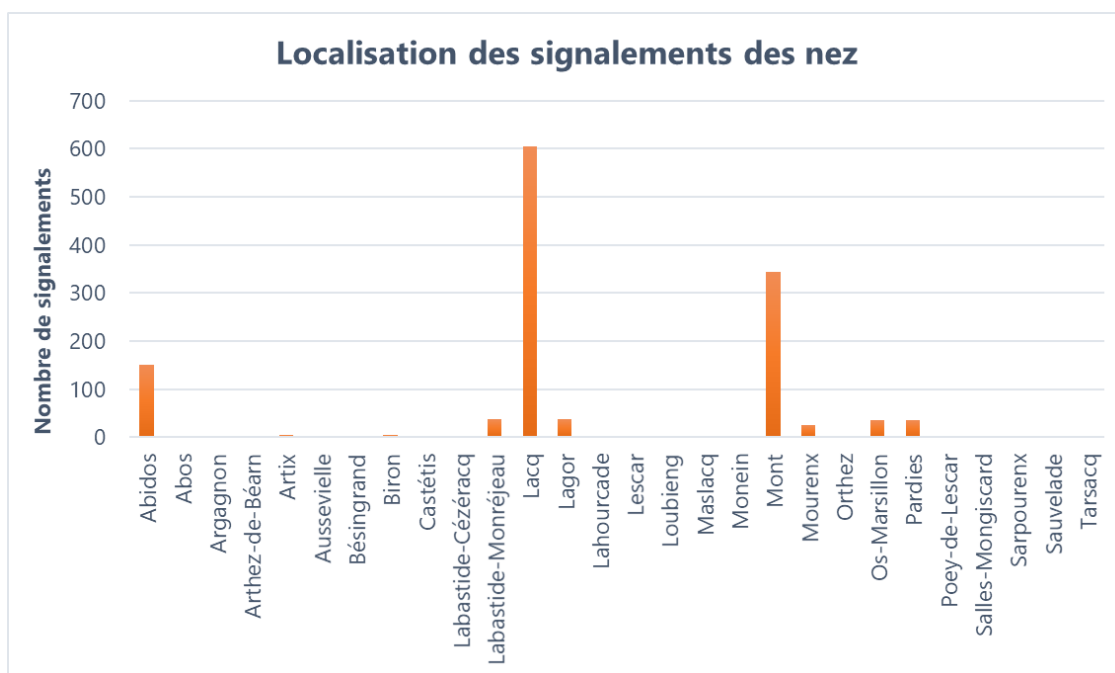 Localisation des signalements des nez
Nombre de signalements
700
600
500
400
300
200
100
0
Abidos
Abos
Argagnon
Arthez-de-Béarn
Artix
Aussevielle
Bésingrand
Biron
Castétis
Labastide-Cézéracq
Labastide-Monréjeau
Lacq
Lagor
Lahourcade
Lescar
Loubieng
Maslacq
Monein
Mont
Mourenx
Orthez
Os-Marsillon
Pardies
Poey-de-Lescar
Salles-Mongiscard
Sarpourenx
Sauvelade
Tarsacq